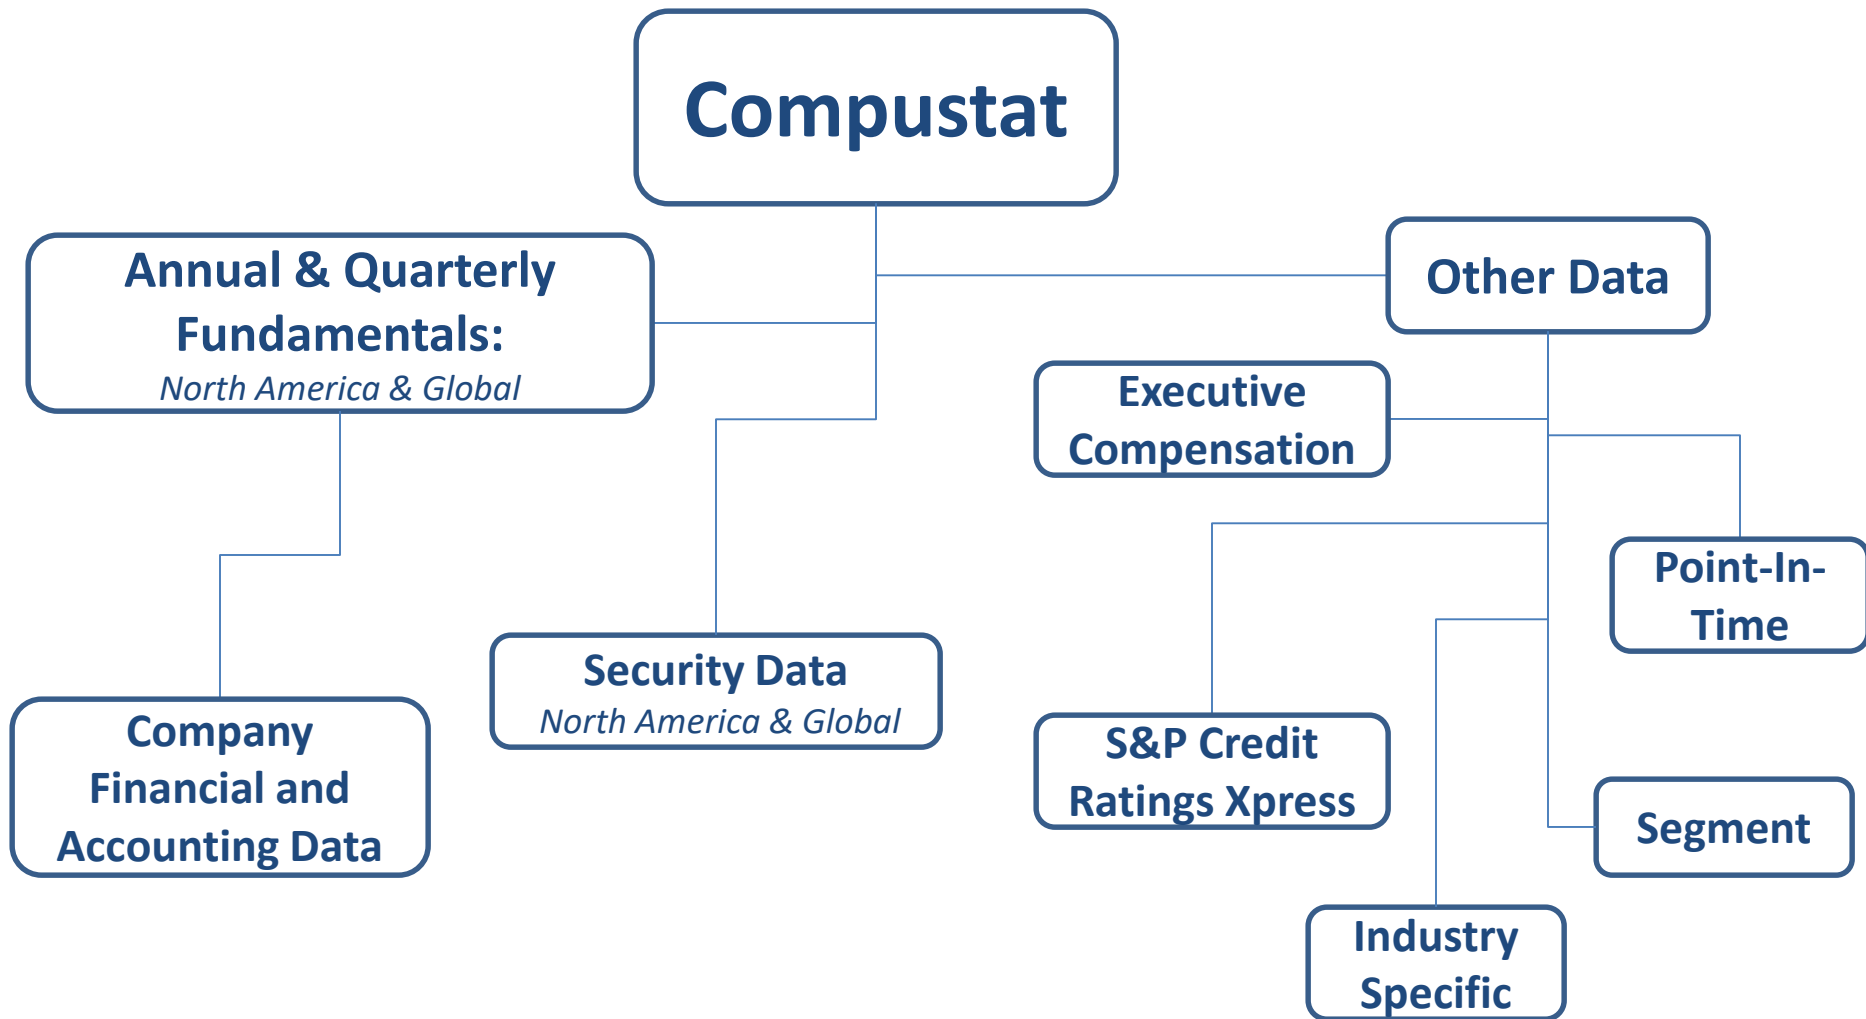 Compustat
Annual & Quarterly
Fundamentals:
North America & Global
Other Data
Executive
Compensation
Point-In-
Time
Security Data
North America & Global
Company
Financial and
Accounting Data
S&P Credit
Ratings Xpress
Segment
Industry
Specific